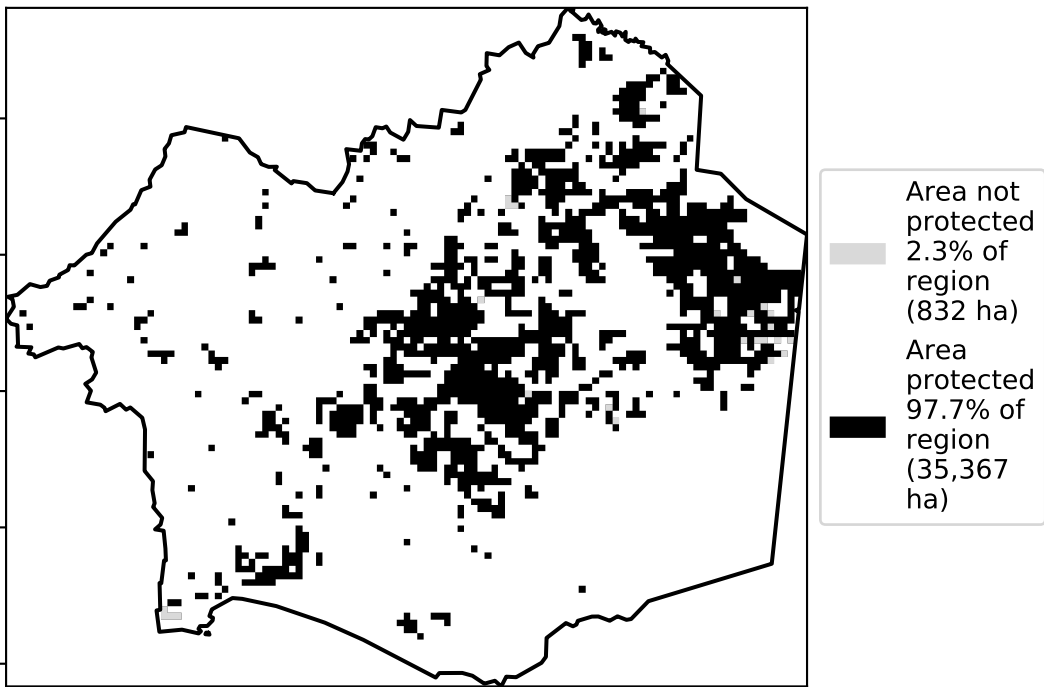 Area not
protected
2.3% of
region
(832 ha)
Area
protected
97.7% of
region
(35,367
ha)